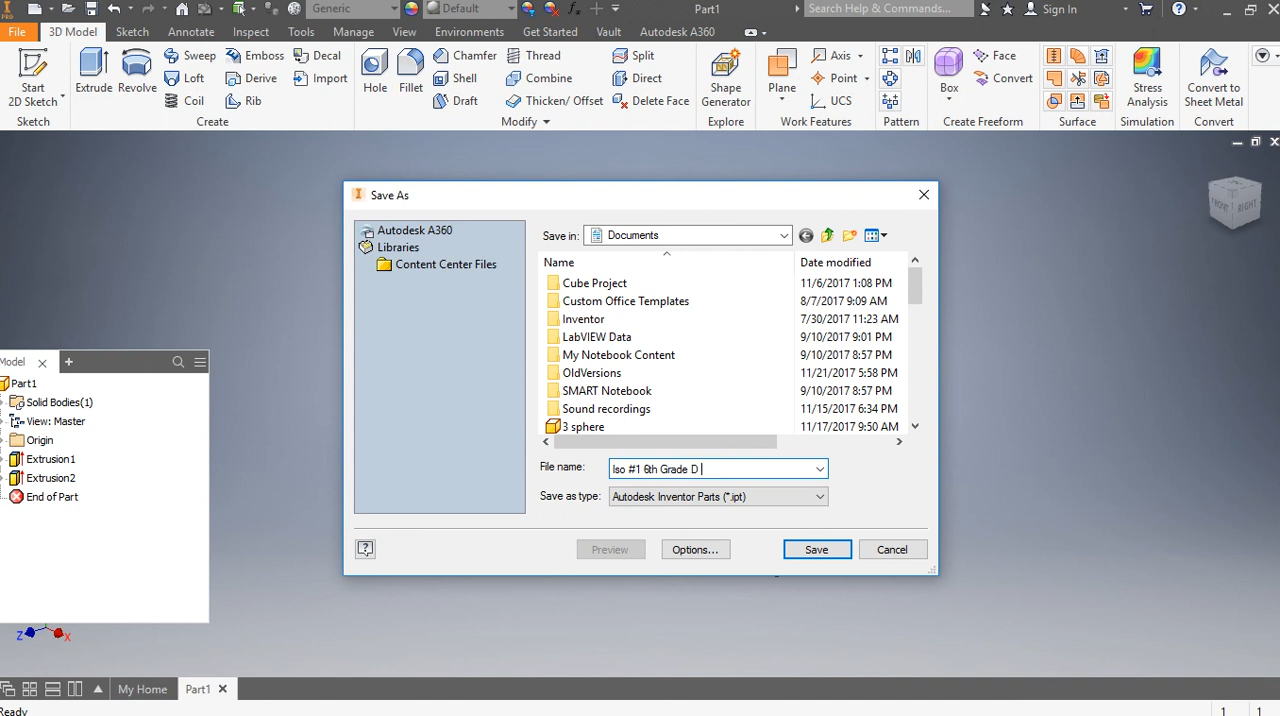 PRO Generic Default fx Part1 Search Help & Commands... Sign In
File 3D Model Sketch Annotate Inspect Tools Manage View Environments Get Started Vault Autodesk A360
Start 2D Sketch Extrude Revolve Sweep Emboss Decal Hole Fillet Chamfer Thread Split Shape Generator Plane Axis Box Face Stress Analysis Convert to Sheet Metal
Loft Derive Import Shell Combine Direct Point Convert
Coil Rib Draft Thicken/ Offset Delete Face UCS
Sketch Create Modify Explore Work Features Pattern Create Freeform Surface Simulation Convert
FRONT RIGHT
Save As
Autodesk A360
Libraries
Content Center Files
Save in: Documents
Name Date modified
Cube Project 11/6/2017 1:08 PM
Custom Office Templates 8/7/2017 9:09 AM
Inventor 7/30/2017 11:23 AM
LabVIEW Data 9/10/2017 9:01 PM
My Notebook Content 9/10/2017 8:57 PM
OldVersions 11/21/2017 5:58 PM
SMART Notebook 9/10/2017 8:57 PM
Sound recordings 11/15/2017 6:34 PM
3 sphere 11/17/2017 9:50 AM
File name: Iso #1 6th Grade D
Save as type: Autodesk Inventor Parts (*.ipt)
Preview Options... Save Cancel
Model
Part1
Solid Bodies(1)
View: Master
Origin
Extrusion1
Extrusion2
End of Part
Z X
My Home Part1
Ready 1 1